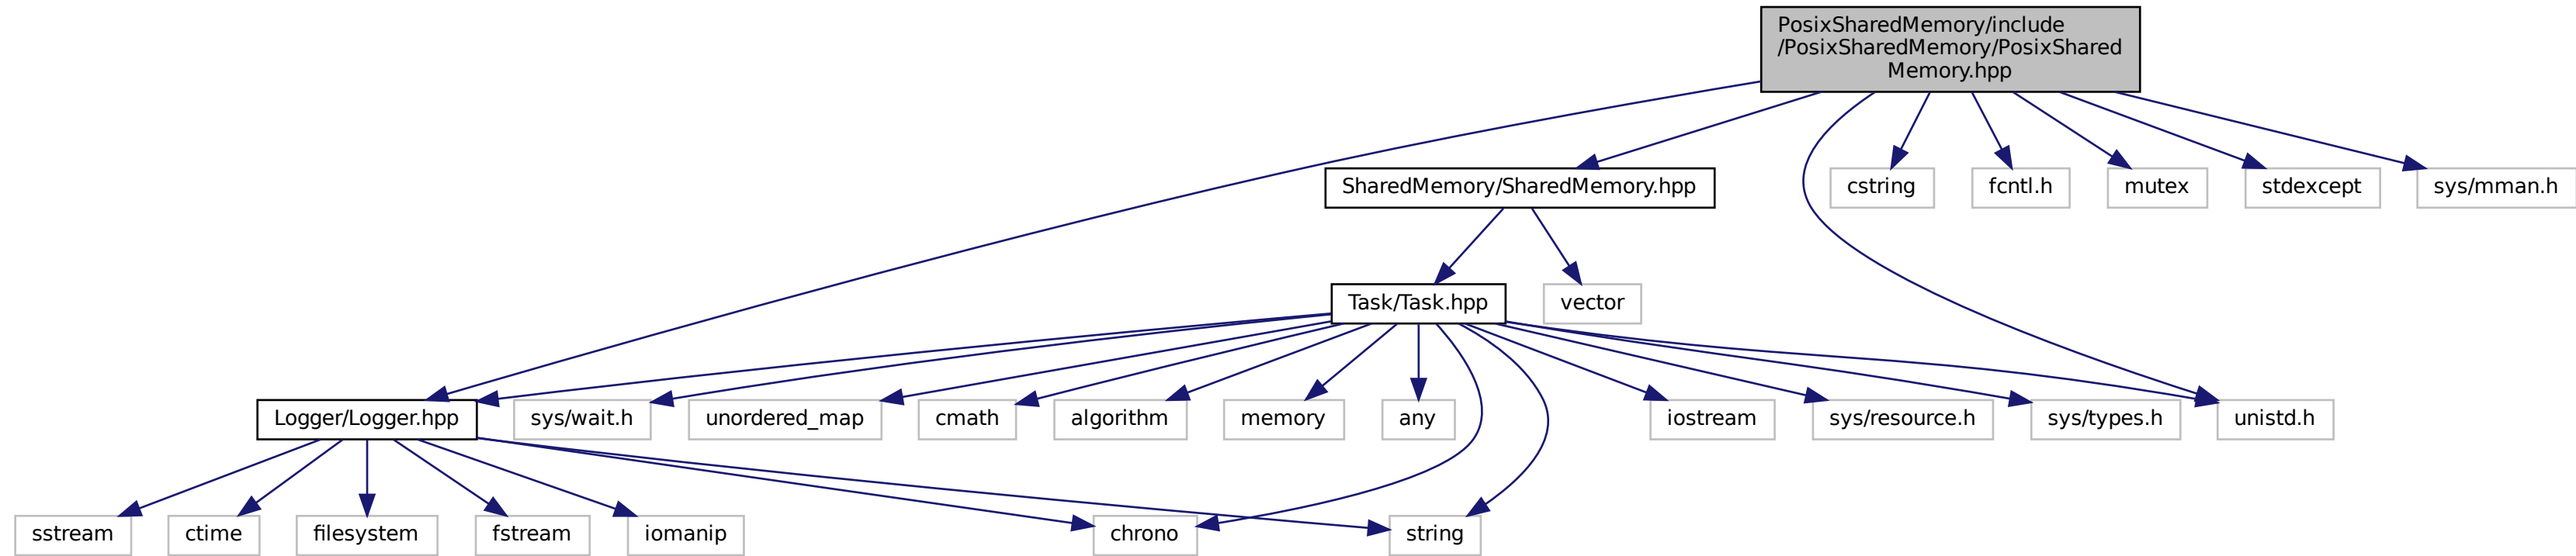 PosixSharedMemory/include
/PosixSharedMemory/PosixShared
Memory.hpp
SharedMemory/SharedMemory.hpp
cstring
fcntl.h
mutex
stdexcept
sys/mman.h
Task/Task.hpp
vector
Logger/Logger.hpp
sys/wait.h
unordered_map
cmath
algorithm
memory
any
iostream
sys/resource.h
sys/types.h
unistd.h
sstream
ctime
filesystem
fstream
iomanip
chrono
string